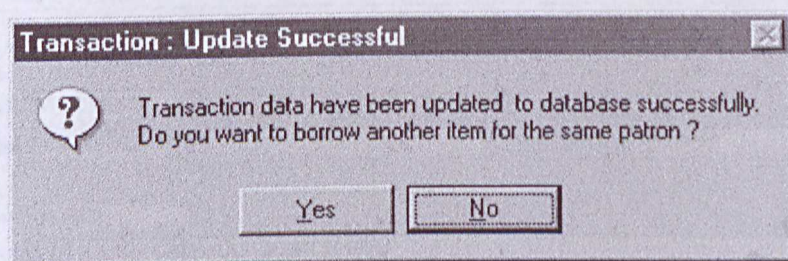 Transaction : Update Successful
?
Transaction data have been updated to database successfully.
Do you want to borrow another item for the same patron ?
Yes No